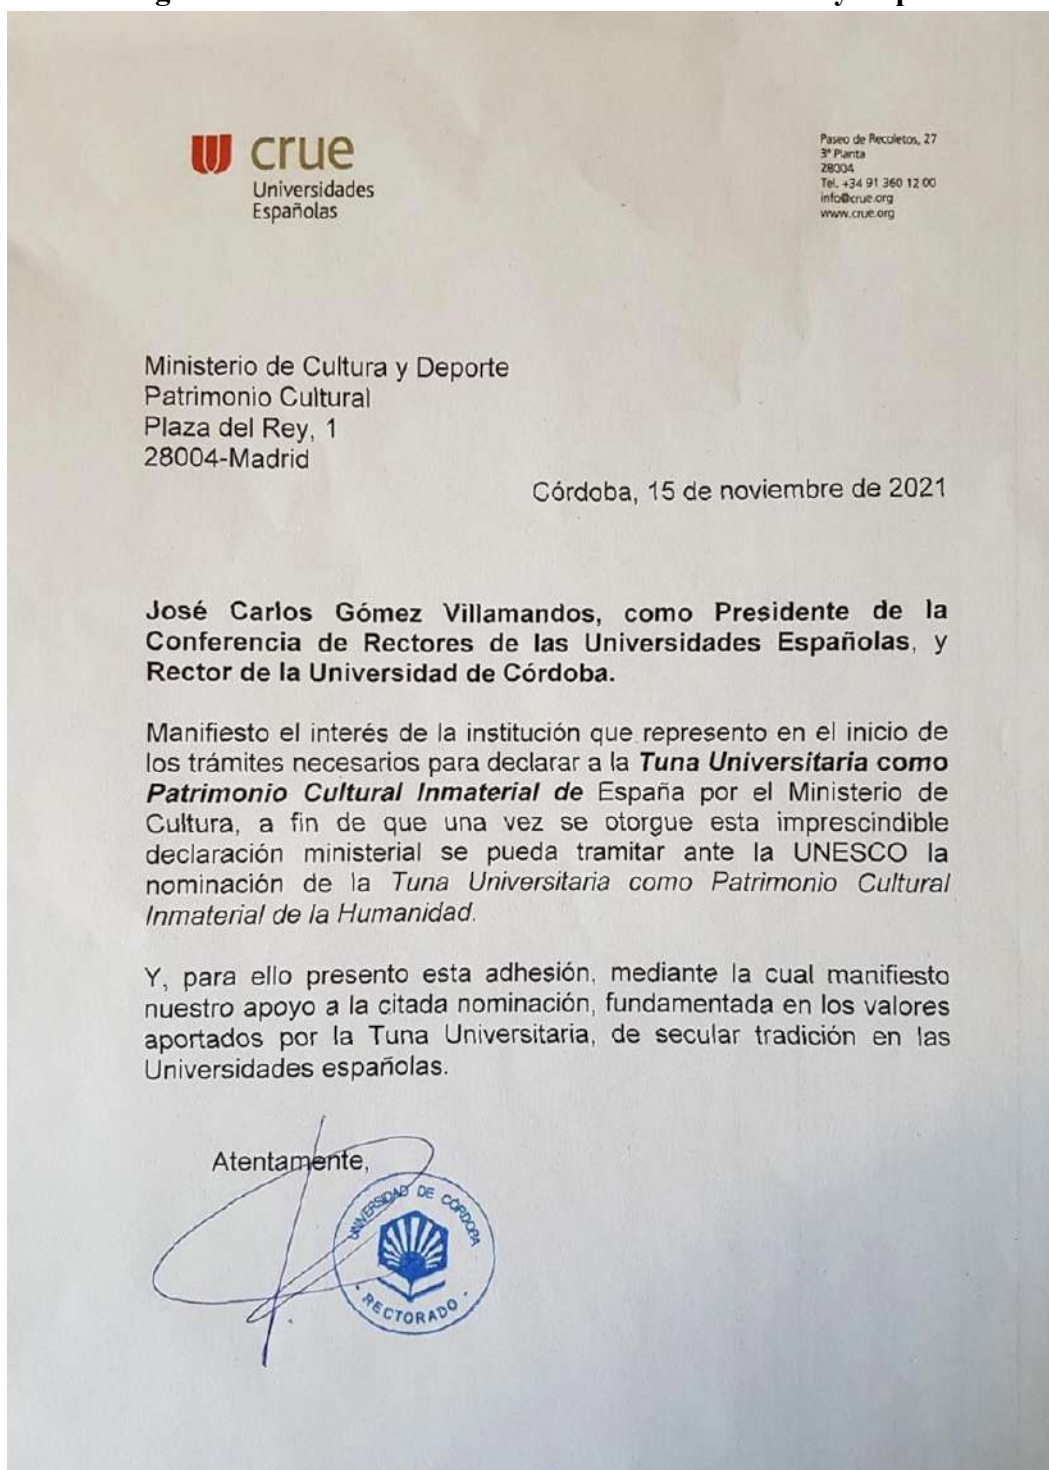 crue
Universidades
Españolas
Paseo de Recoletos, 27
3ª Planta
28004
Tel. +34 91 360 12 00
info@crue.org
www.crue.org
Ministerio de Cultura y Deporte
Patrimonio Cultural
Plaza del Rey, 1
28004-Madrid
Córdoba, 15 de noviembre de 2021
José Carlos Gómez Villamandos, como Presidente de la
Conferencia de Rectores de las Universidades Españolas, y
Rector de la Universidad de Córdoba.
Manifiesto el interés de la institución que represento en el inicio de
los trámites necesarios para declarar a la Tuna Universitaria como
Patrimonio Cultural Inmaterial de España por el Ministerio de
Cultura, a fin de que una vez se otorgue esta imprescindible
declaración ministerial se pueda tramitar ante la UNESCO la
nominación de la Tuna Universitaria como Patrimonio Cultural
Inmaterial de la Humanidad.
Y, para ello presento esta adhesión, mediante la cual manifiesto
nuestro apoyo a la citada nominación, fundamentada en los valores
aportados por la Tuna Universitaria, de secular tradición en las
Universidades españolas.
Atentamente,
UNIVERSIDAD DE CÓRDOBA
· RECTORADO ·